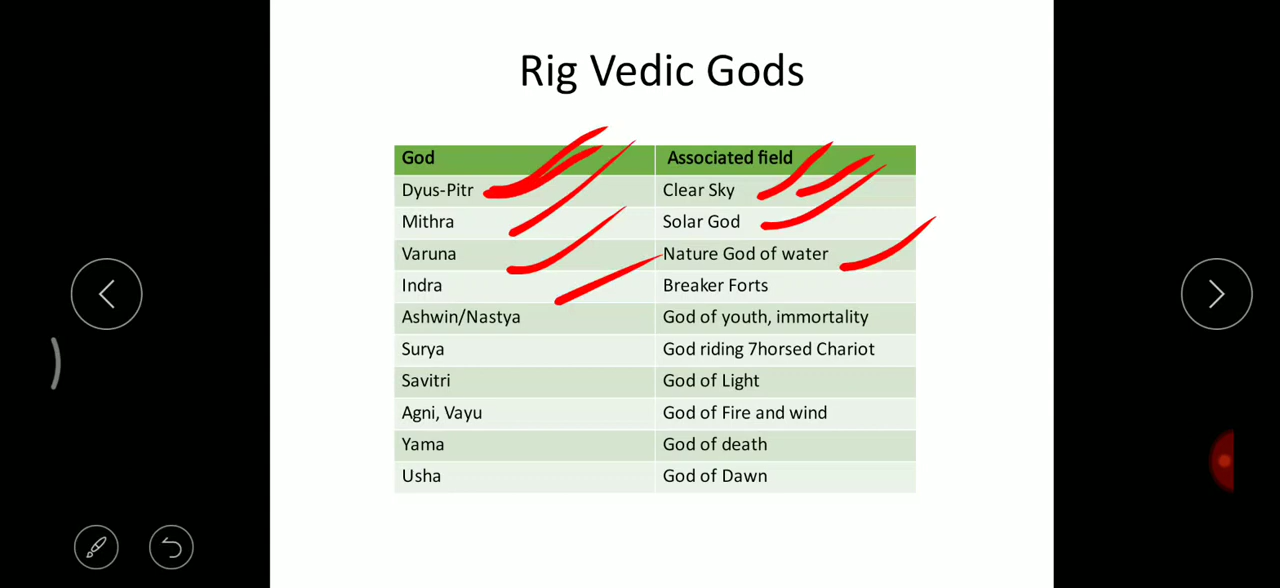 Rig Vedic Gods
God Associated field
Dyus-Pitr Clear Sky
Mithra Solar God
Varuna Nature God of water
Indra Breaker Forts
Ashwin/Nastya God of youth, immortality
Surya God riding 7horsed Chariot
Savitri God of Light
Agni, Vayu God of Fire and wind
Yama God of death
Usha God of Dawn